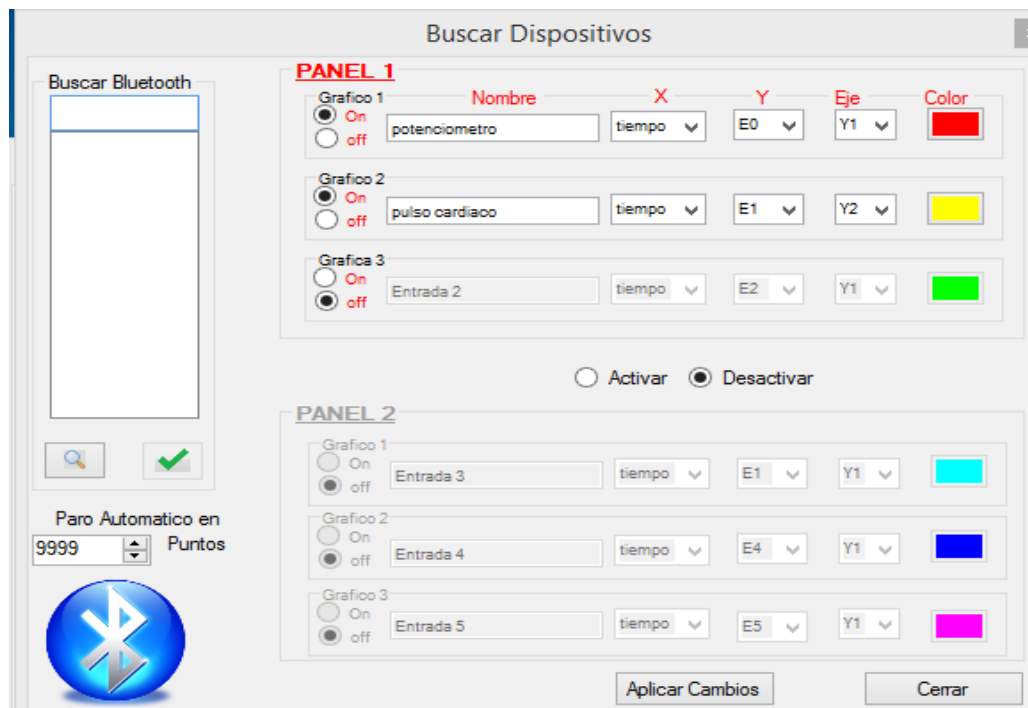 Buscar Dispositivos
Buscar Bluetooth
PANEL 1
Grafico 1 Nombre X Y Eje Color
On
off
potenciometro tiempo E0 Y1
Grafico 2
On
off
pulso cardiaco tiempo E1 Y2
Grafica 3
On
off
Entrada 2 tiempo E2 Y1
Activar Desactivar
PANEL 2
Grafico 1
On
off
Entrada 3 tiempo E1 Y1
Grafico 2
On
off
Entrada 4 tiempo E4 Y1
Grafico 3
On
off
Entrada 5 tiempo E5 Y1
Paro Automatico en
9999 Puntos
Aplicar Cambios Cerrar